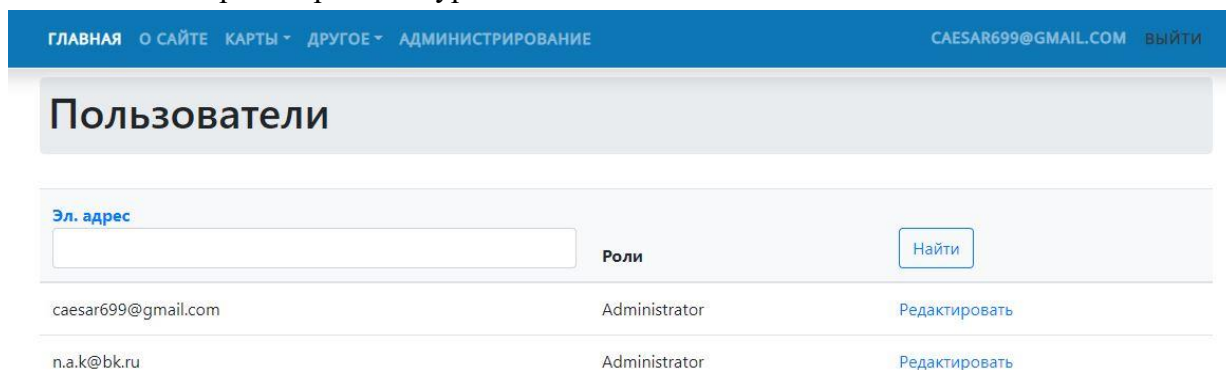 ГЛАВНАЯ О САЙТЕ КАРТЫ ДРУГОЕ АДМИНИСТРИРОВАНИЕ CAESAR699@GMAIL.COM ВЫЙТИ
Пользователи
Эл. адрес
Роли Найти
caesar699@gmail.com Administrator Редактировать
n.a.k@bk.ru Administrator Редактировать